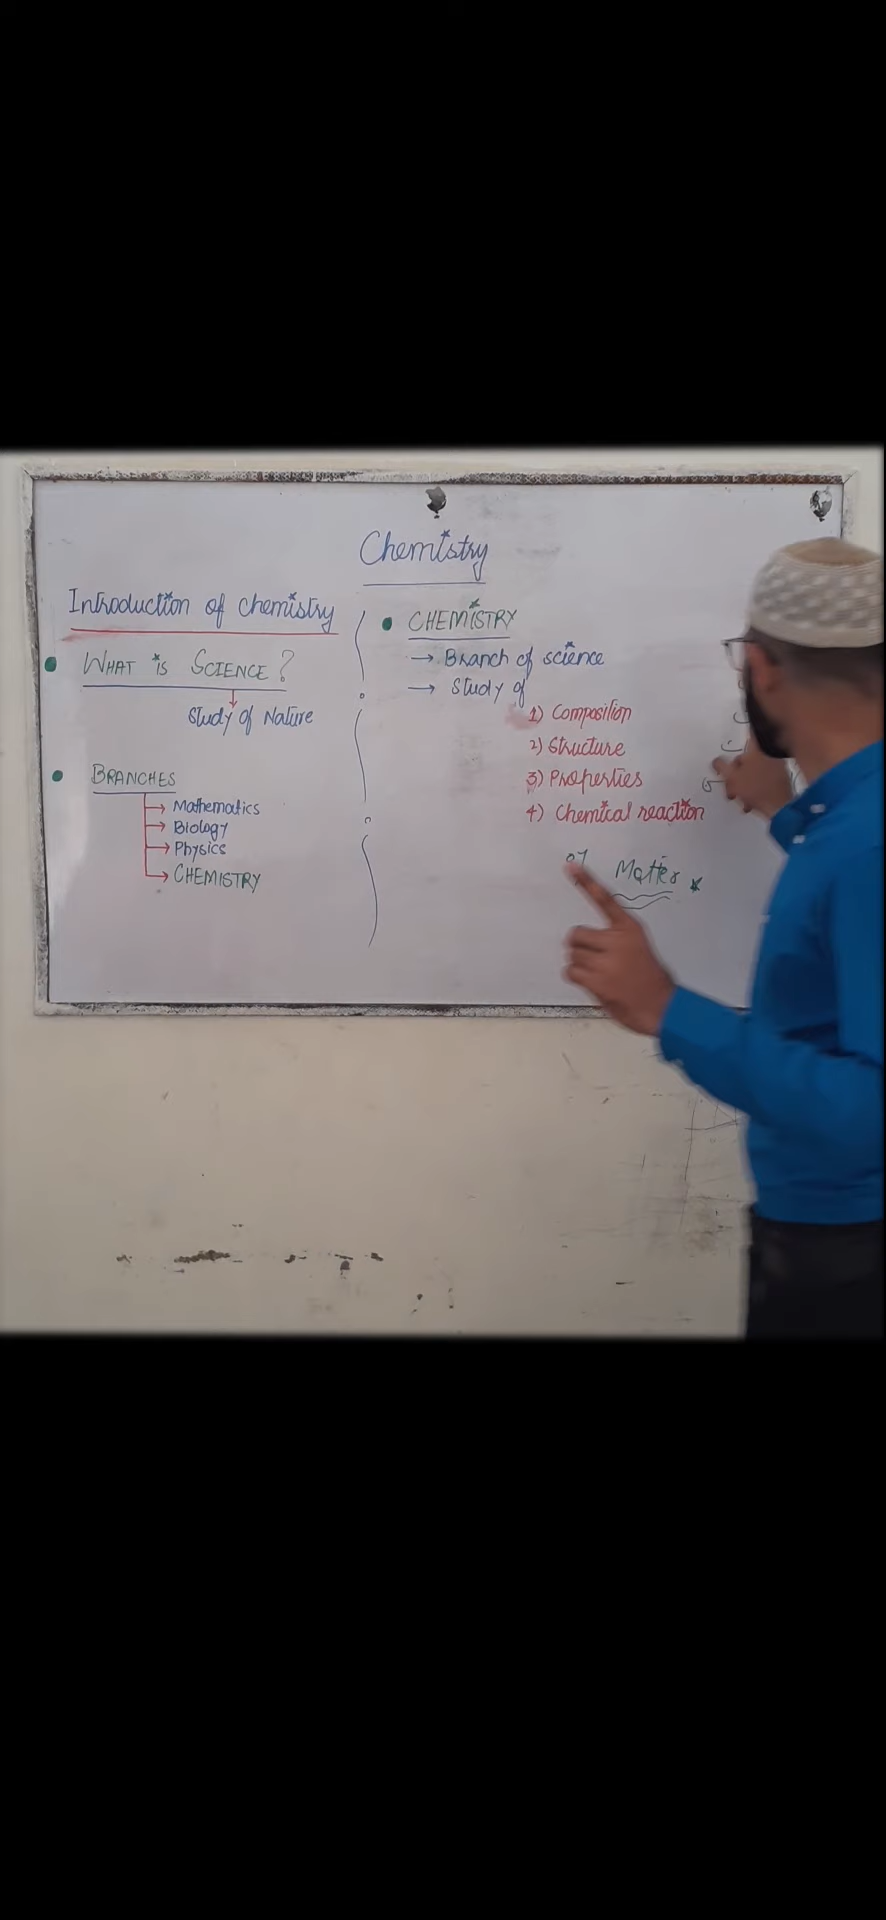 Chemistry
Introduction of chemistry
WHAT is SCIENCE?
Study of Nature
BRANCHES
Mathematics
Biology
Physics
CHEMISTRY
CHEMISTRY
→ Branch of science
→ Study of
1) Composition
2) Structure
3) Properties
4) Chemical reaction
of Matter